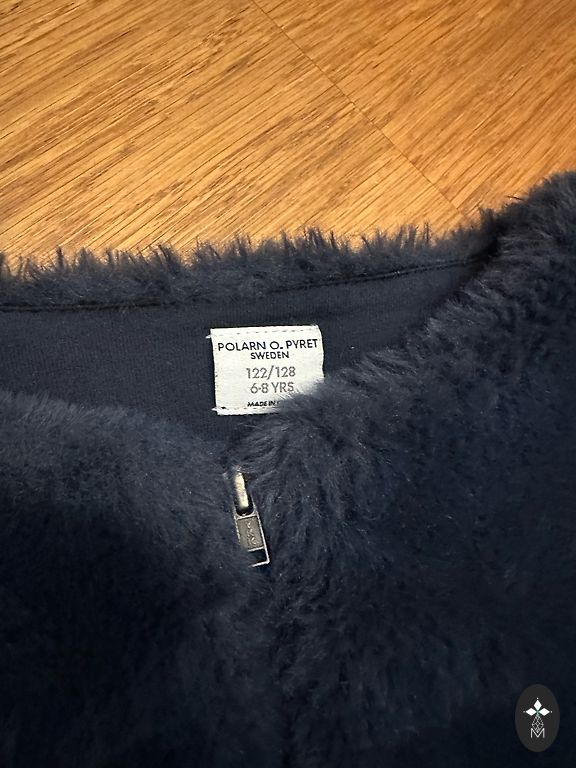 POLARN O. PYRET
SWEDEN
122/128
6-8 YRS
MADE IN
M